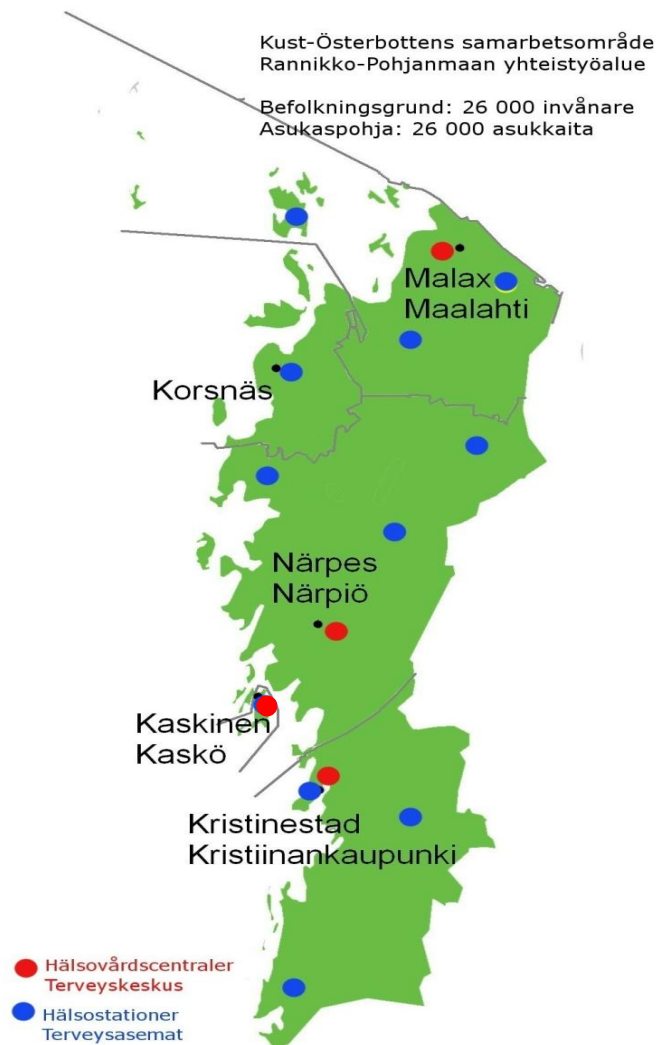 Kust-Österbottens samarbetsområde
Rannikko-Pohjanmaan yhteistyöalue
Befolkningsgrund: 26 000 invånare
Asukaspohja: 26 000 asukkaita
Malax
Maalahti
Korsnäs
Närpes
Närpiö
Kaskinen
Kaskö
Kristinestad
Kristiinankaupunki
Hälsovårdscentraler
Terveyskeskus
Hälsostationer
Terveysasemat